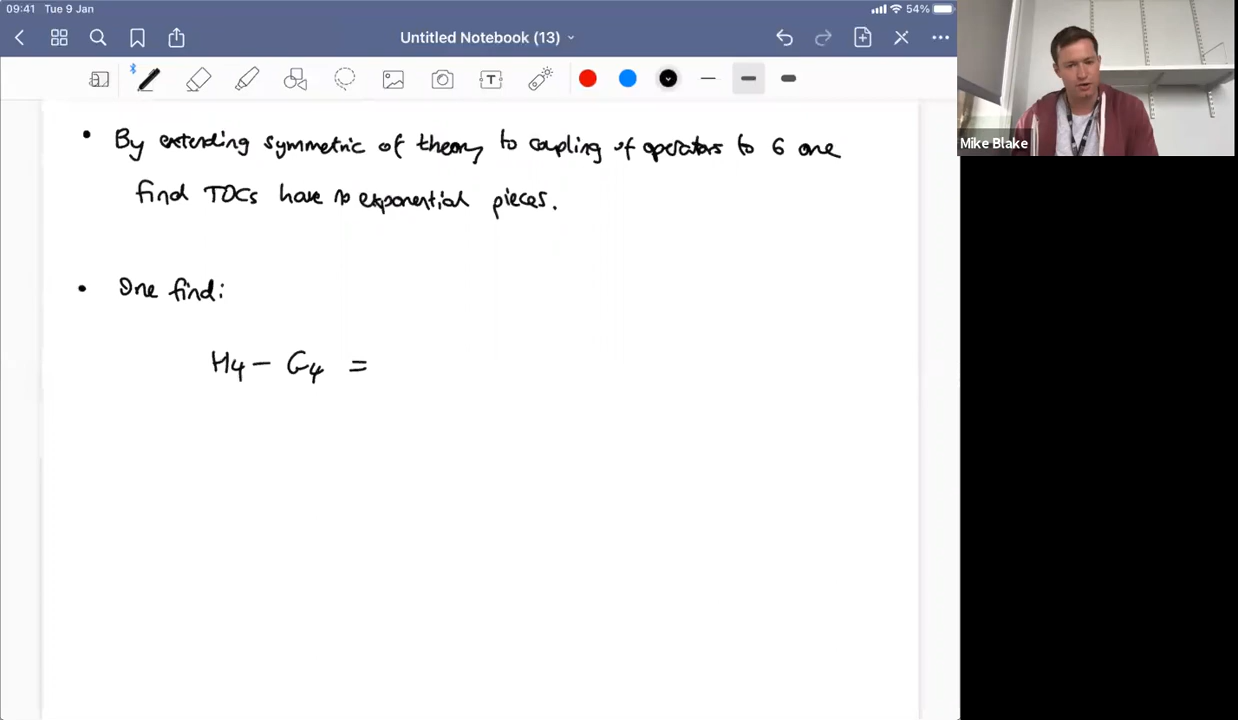 09:41 Tue 9 Jan
54%
Untitled Notebook (13)
T
Mike Blake
• By extending symmetric of theory to coupling of operators to 6 one
find TOCs have no exponential pieces.
• One find:
H4 - G4 =